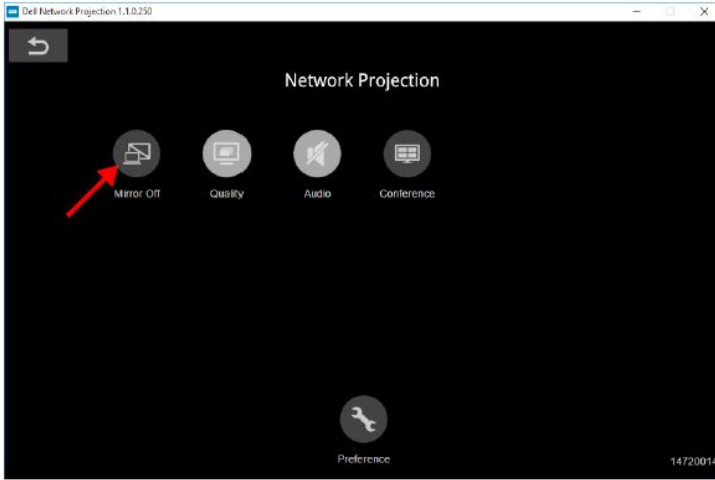 Dell Network Projection 1.1.0.250
Network Projection
Mirror Off
Quality
Audio
Conference
Preference
14720014